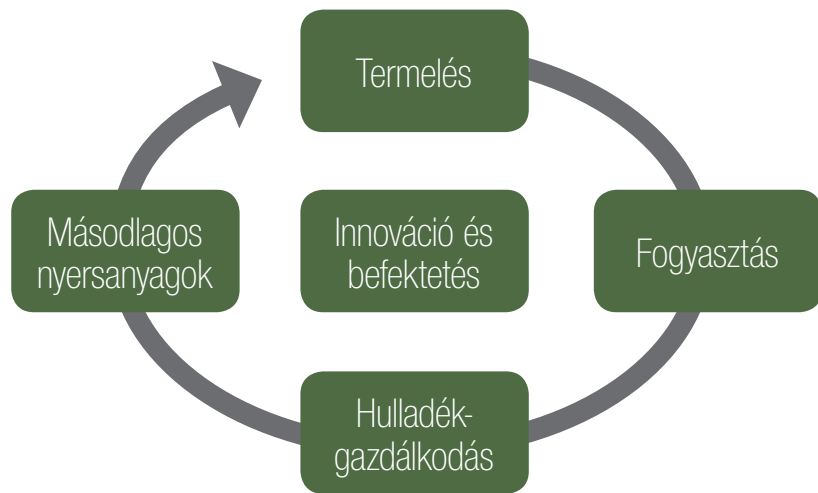 Termelés
Másodlagos
nyersanyagok
Innováció és
befektetés
Fogyasztás
Hulladék-
gazdálkodás